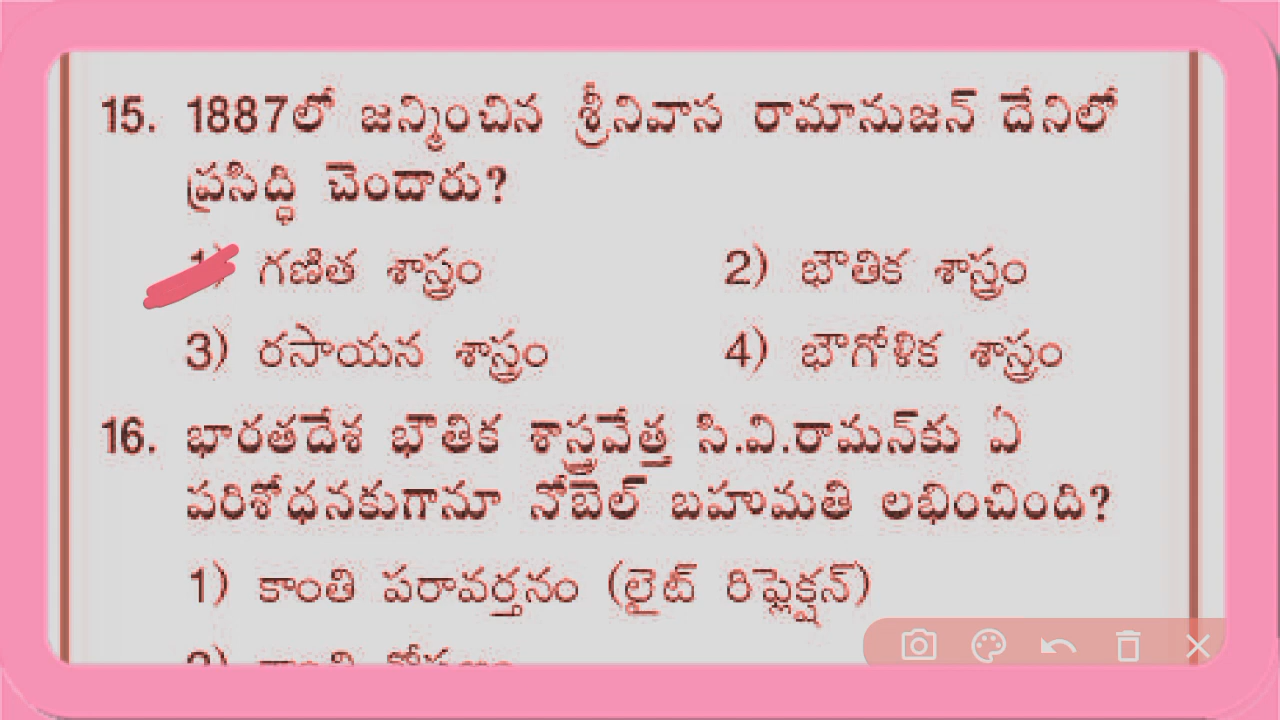 15. 1887లో జన్మించిన శ్రీనివాస రామానుజన్ దేనిలో
ప్రసిద్ధి చెందారు?
1) గణిత శాస్త్రం 2) భౌతిక శాస్త్రం
3) రసాయన శాస్త్రం 4) భౌగోళిక శాస్త్రం
16. భారతదేశ భౌతిక శాస్త్రవేత్త సి.వి.రామన్‌కు ఏ
పరిశోధనకుగానూ నోబెల్ బహుమతి లభించింది?
1) కాంతి పరావర్తనం (లైట్ రిఫ్లెక్షన్)